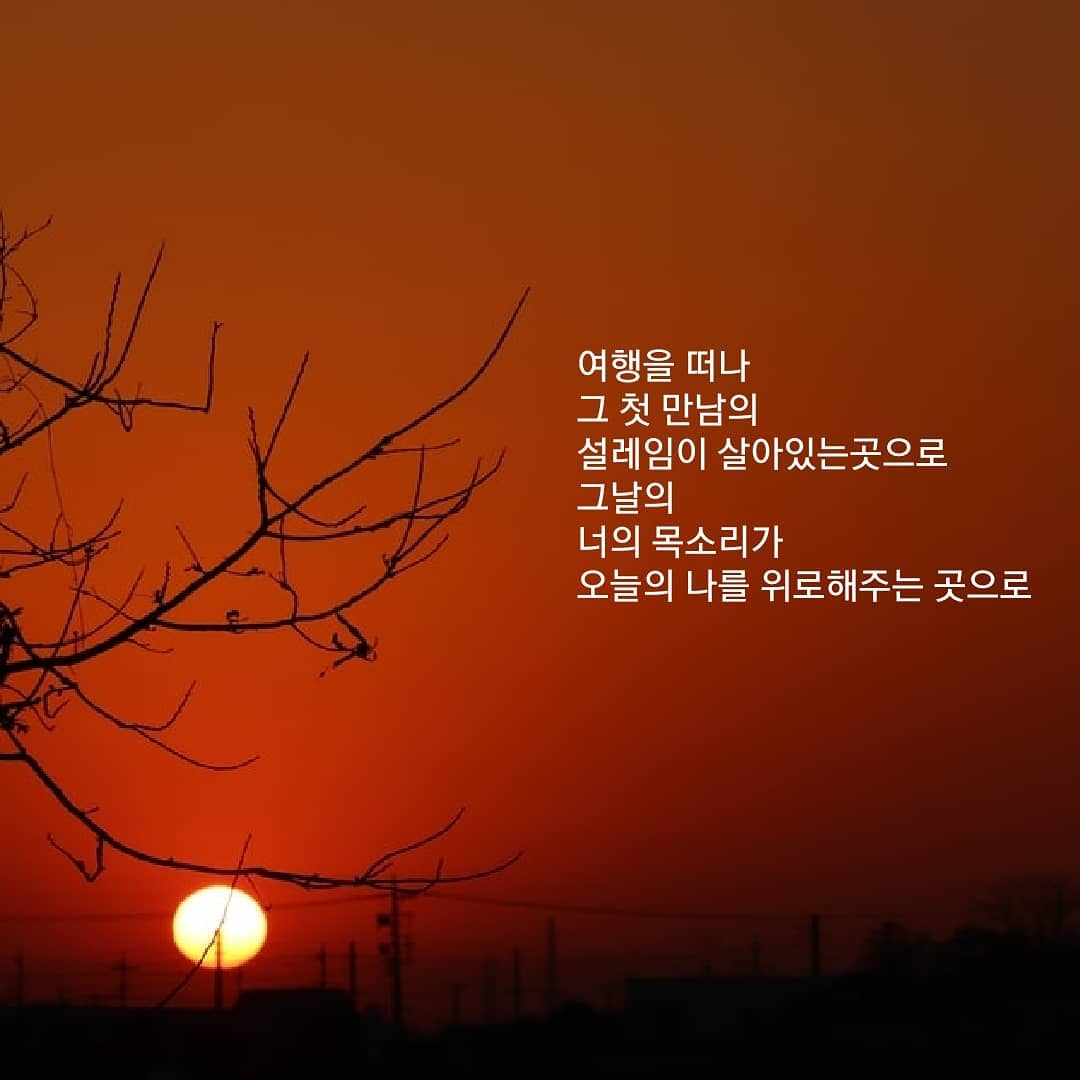 여행을 떠나
그 첫 만남의
설레임이 살아있는곳으로
그날의
너의 목소리가
오늘의 나를 위로해주는 곳으로